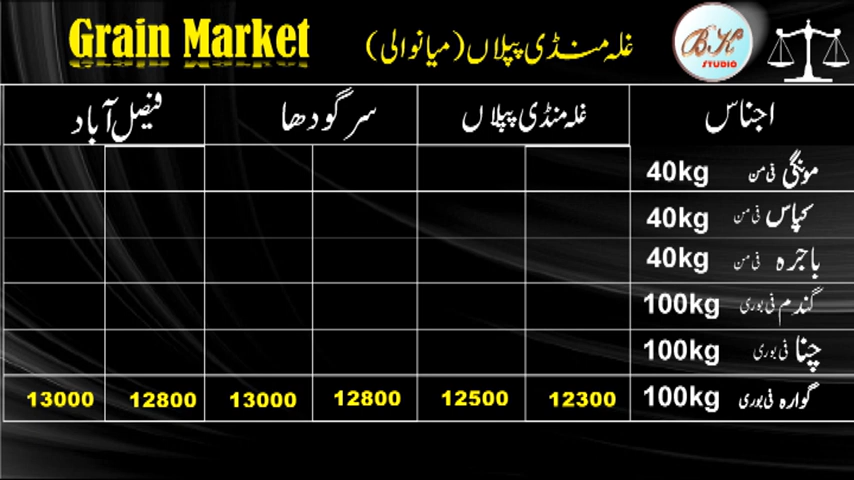 Grain Market
غلہ منڈی پپلاں (میانوالی)
BK
STUDIO
اجناس غلہ منڈی پپلاں سرگودھا فیصل آباد
مونگی فی من 40kg
کپاس فی من 40kg
باجرہ فی من 40kg
گندم فی بوری 100kg
چنا فی بوری 100kg
گوارہ فی بوری 100kg 12300 12500 12800 13000 12800 13000